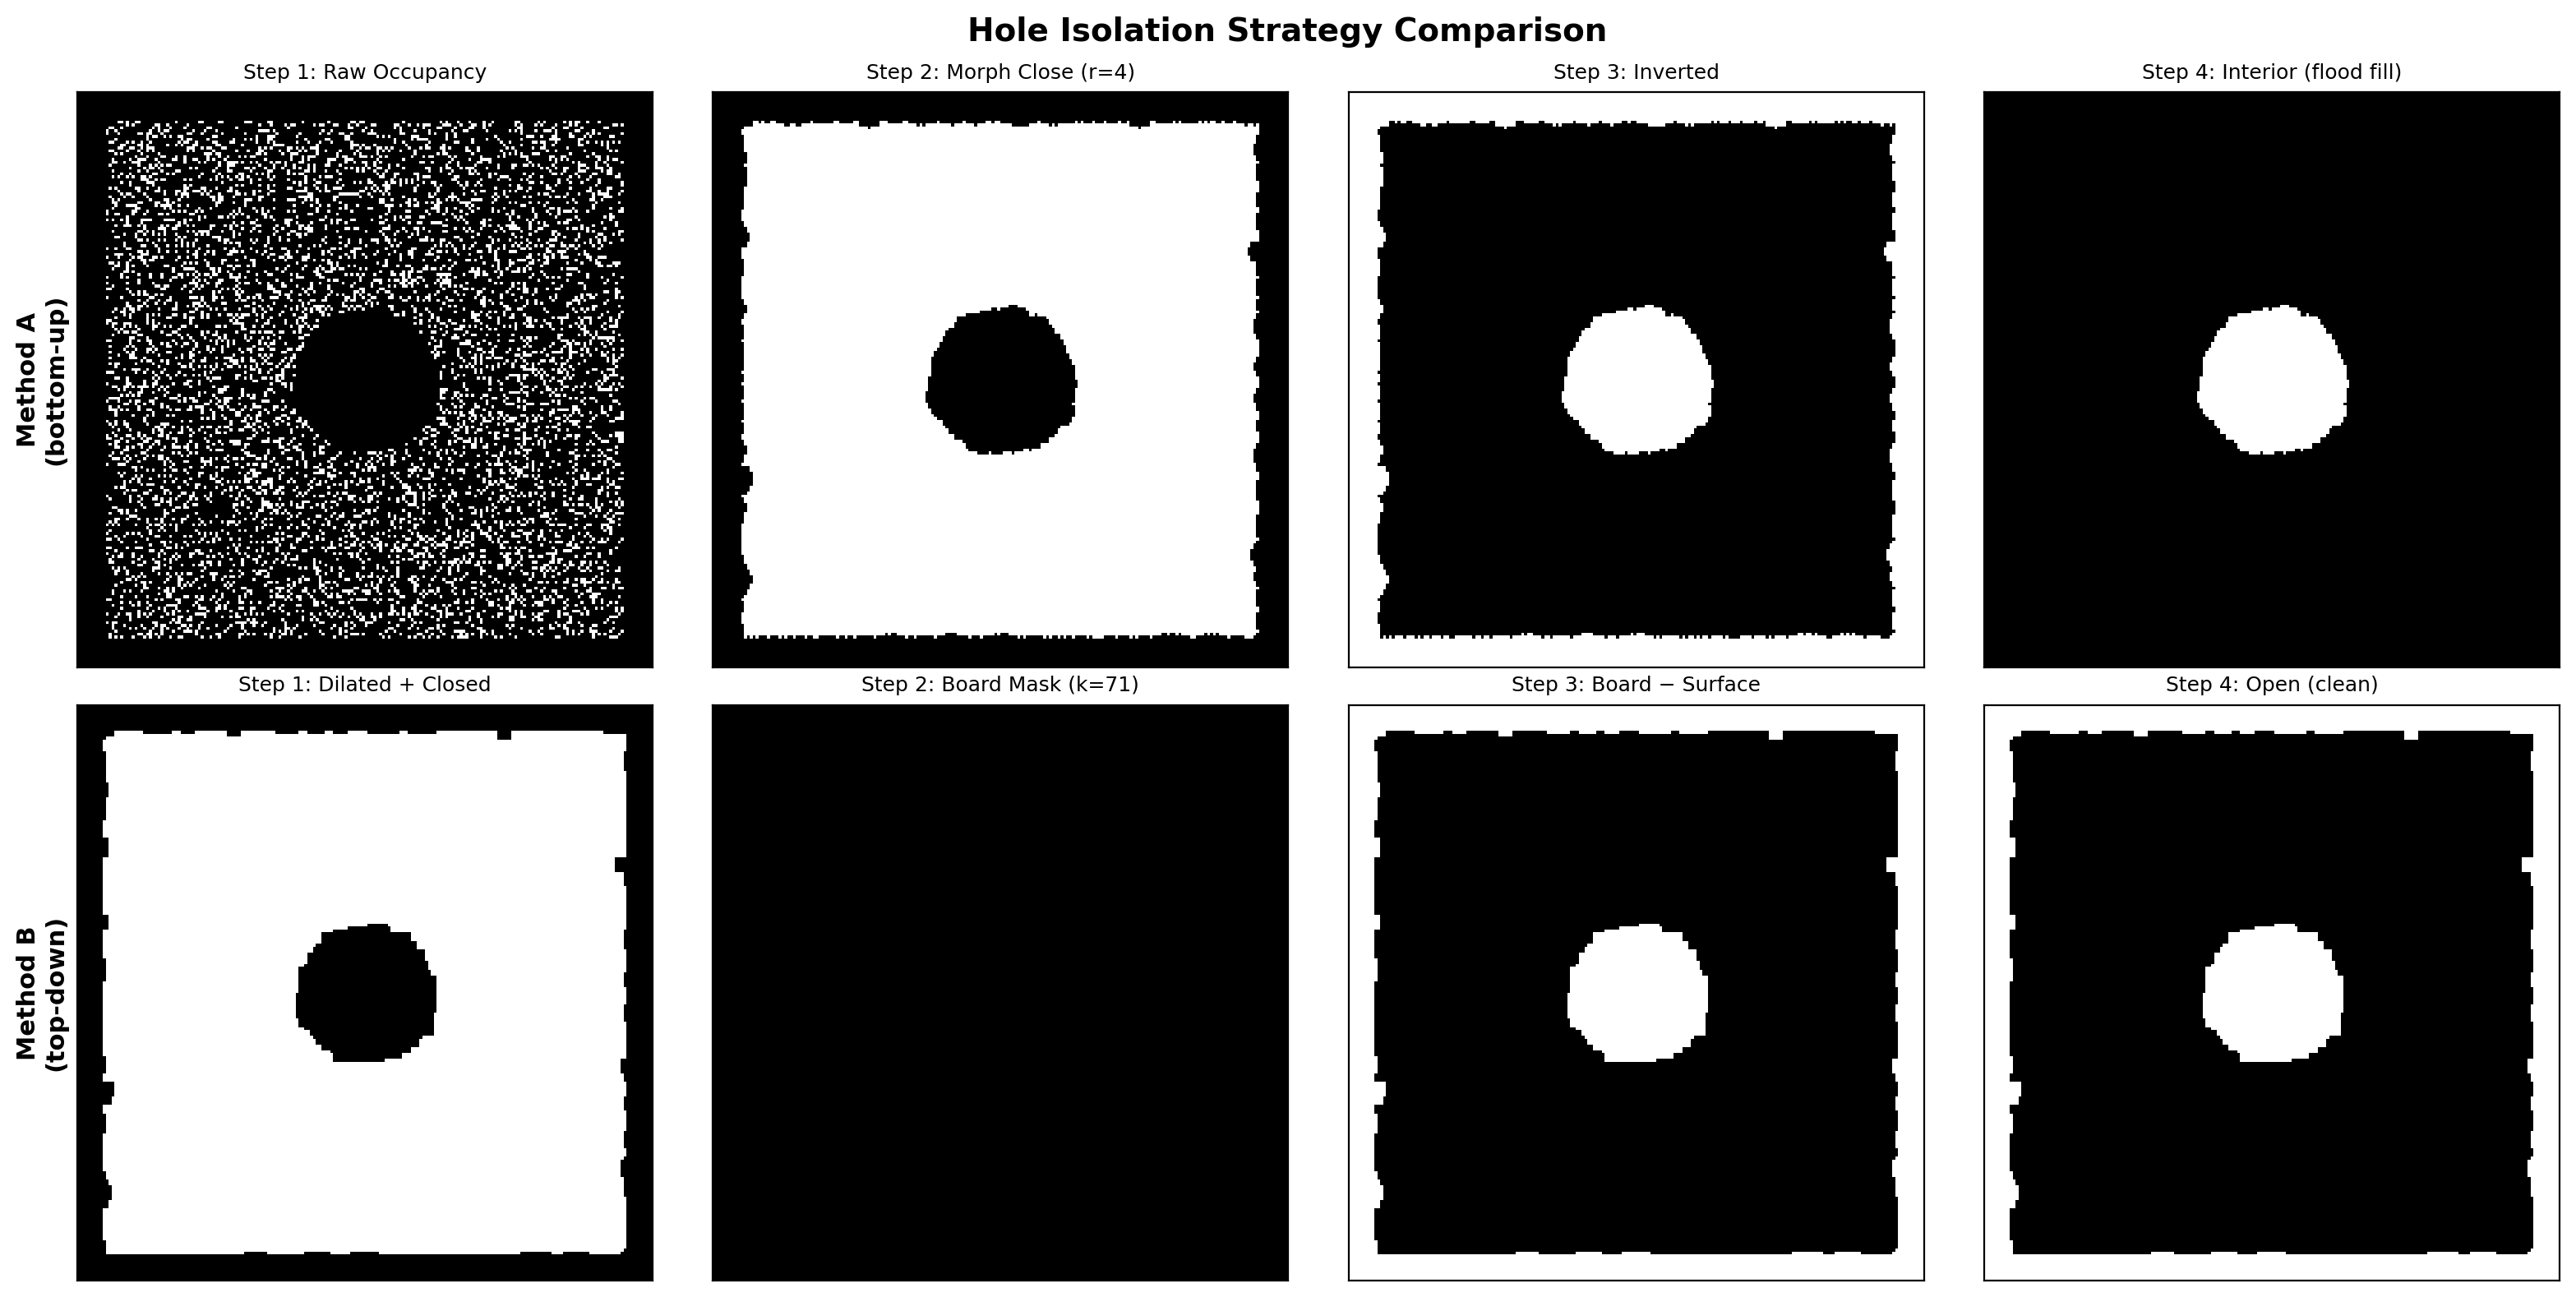 Hole Isolation Strategy Comparison
Step 1: Raw Occupancy
Step 2: Morph Close (r=4)
Step 3: Inverted
Step 4: Interior (flood fill)
Method A
(bottom-up)
Step 1: Dilated + Closed
Step 2: Board Mask (k=71)
Step 3: Board − Surface
Step 4: Open (clean)
Method B
(top-down)